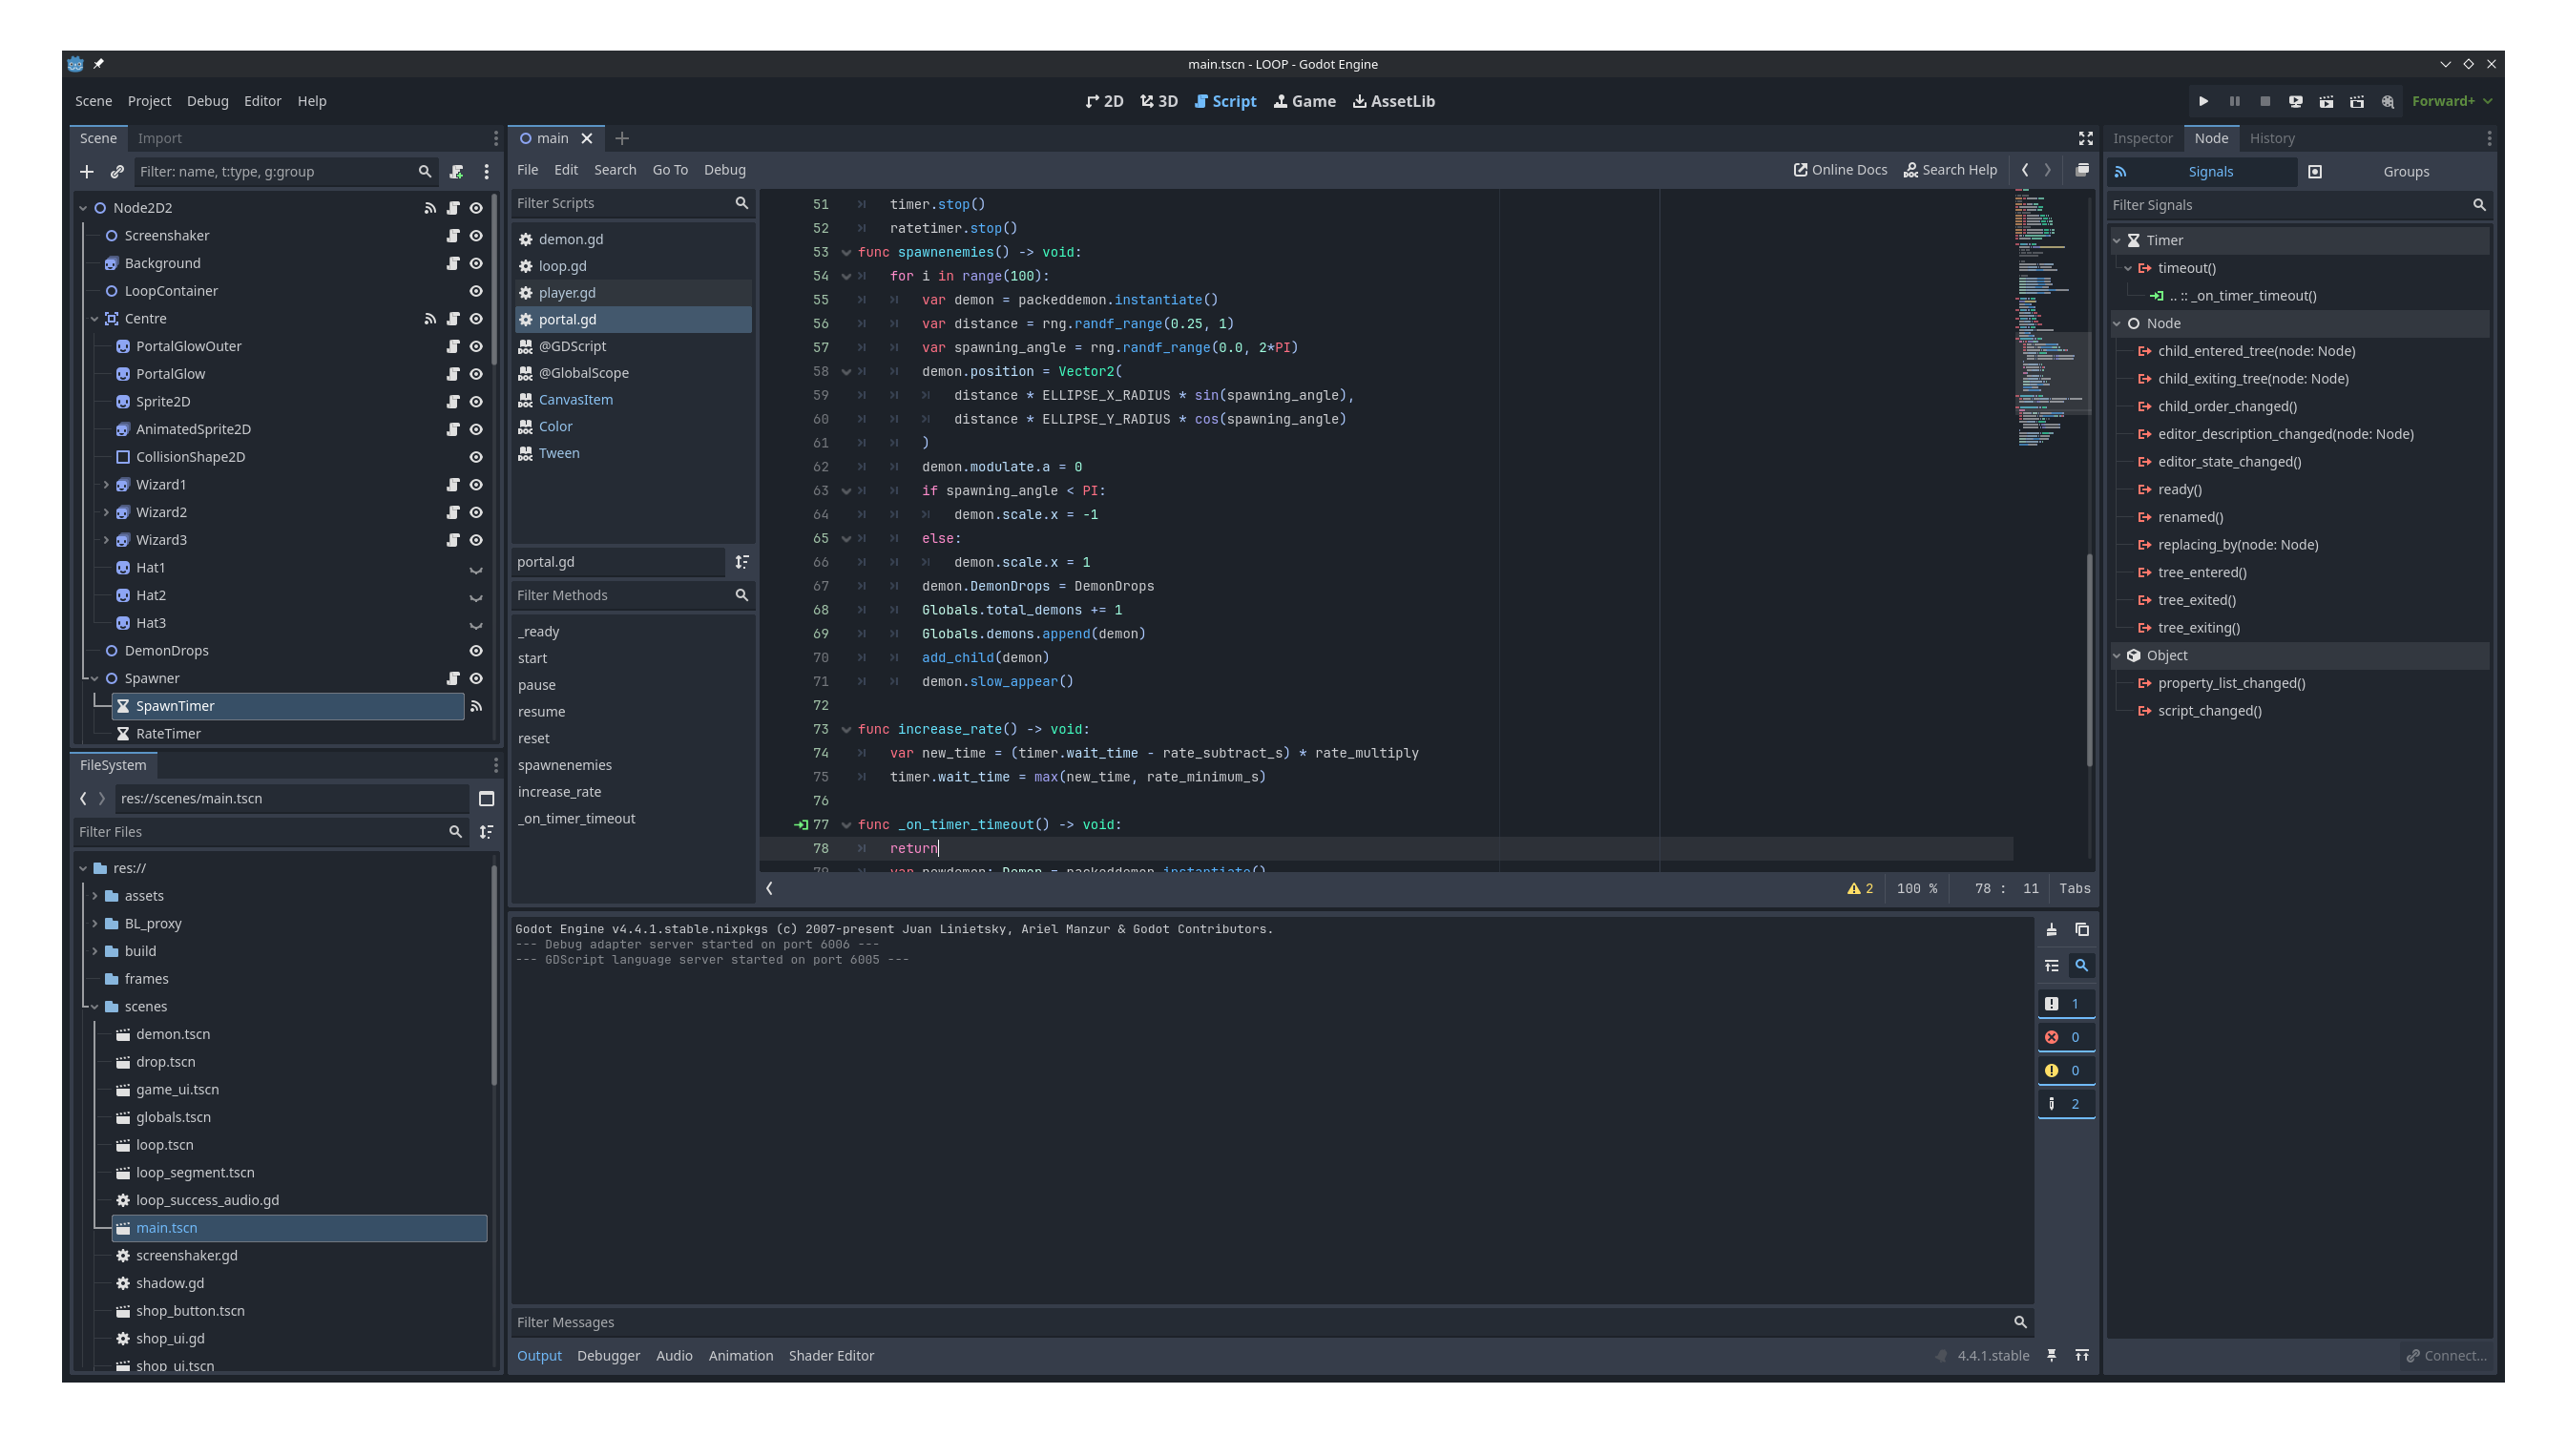 main.tscn - LOOP - Godot Engine
Scene Project Debug Editor Help
2D 3D Script Game AssetLib
Forward+
Scene Import
Filter: name, t:type, g:group
Node2D2
Screenshaker
Background
LoopContainer
Centre
PortalGlowOuter
PortalGlow
Sprite2D
AnimatedSprite2D
CollisionShape2D
Wizard1
Wizard2
Wizard3
Hat1
Hat2
Hat3
DemonDrops
Spawner
SpawnTimer
RateTimer
FileSystem
res://scenes/main.tscn
Filter Files
res://
assets
BL_proxy
build
frames
scenes
demon.tscn
drop.tscn
game_ui.tscn
globals.tscn
loop.tscn
loop_segment.tscn
loop_success_audio.gd
main.tscn
screenshaker.gd
shadow.gd
shop_button.tscn
shop_ui.gd
shop_ui.tscn
main
File Edit Search Go To Debug
Online Docs Search Help
Filter Scripts
demon.gd
loop.gd
player.gd
portal.gd
@GDScript
@GlobalScope
CanvasItem
Color
Tween
portal.gd
Filter Methods
_ready
start
pause
resume
reset
spawnenemies
increase_rate
_on_timer_timeout
51 timer.stop()
52 ratetimer.stop()
53 func spawnenemies() -> void:
54 for i in range(100):
55 var demon = packeddemon.instantiate()
56 var distance = rng.randf_range(0.25, 1)
57 var spawning_angle = rng.randf_range(0.0, 2*PI)
58 demon.position = Vector2(
59 distance * ELLIPSE_X_RADIUS * sin(spawning_angle),
60 distance * ELLIPSE_Y_RADIUS * cos(spawning_angle)
61 )
62 demon.modulate.a = 0
63 if spawning_angle < PI:
64 demon.scale.x = -1
65 else:
66 demon.scale.x = 1
67 demon.DemonDrops = DemonDrops
68 Globals.total_demons += 1
69 Globals.demons.append(demon)
70 add_child(demon)
71 demon.slow_appear()
72
73 func increase_rate() -> void:
74 var new_time = (timer.wait_time - rate_subtract_s) * rate_multiply
75 timer.wait_time = max(new_time, rate_minimum_s)
76
77 func _on_timer_timeout() -> void:
78 return
79 var newdemon: Demon = packeddemon.instantiate()
2 100 % 78 : 11 Tabs
Godot Engine v4.4.1.stable.nixpkgs (c) 2007-present Juan Linietsky, Ariel Manzur & Godot Contributors.
--- Debug adapter server started on port 6006 ---
--- GDScript language server started on port 6005 ---
1
0
0
2
Filter Messages
Output Debugger Audio Animation Shader Editor
4.4.1.stable
Inspector Node History
Signals Groups
Filter Signals
Timer
timeout()
.. :: _on_timer_timeout()
Node
child_entered_tree(node: Node)
child_exiting_tree(node: Node)
child_order_changed()
editor_description_changed(node: Node)
editor_state_changed()
ready()
renamed()
replacing_by(node: Node)
tree_entered()
tree_exited()
tree_exiting()
Object
property_list_changed()
script_changed()
Connect...